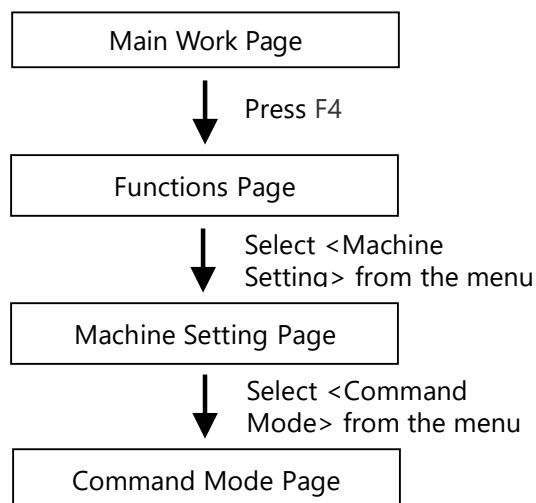 Main Work Page
Press F4
Functions Page
Select <Machine
Setting> from the menu
Machine Setting Page
Select <Command
Mode> from the menu
Command Mode Page